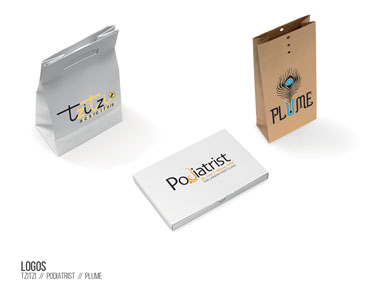 tzitzi
PLUME
Podiatrist
LOGOS
TZITZI // PODIATRIST // PLUME